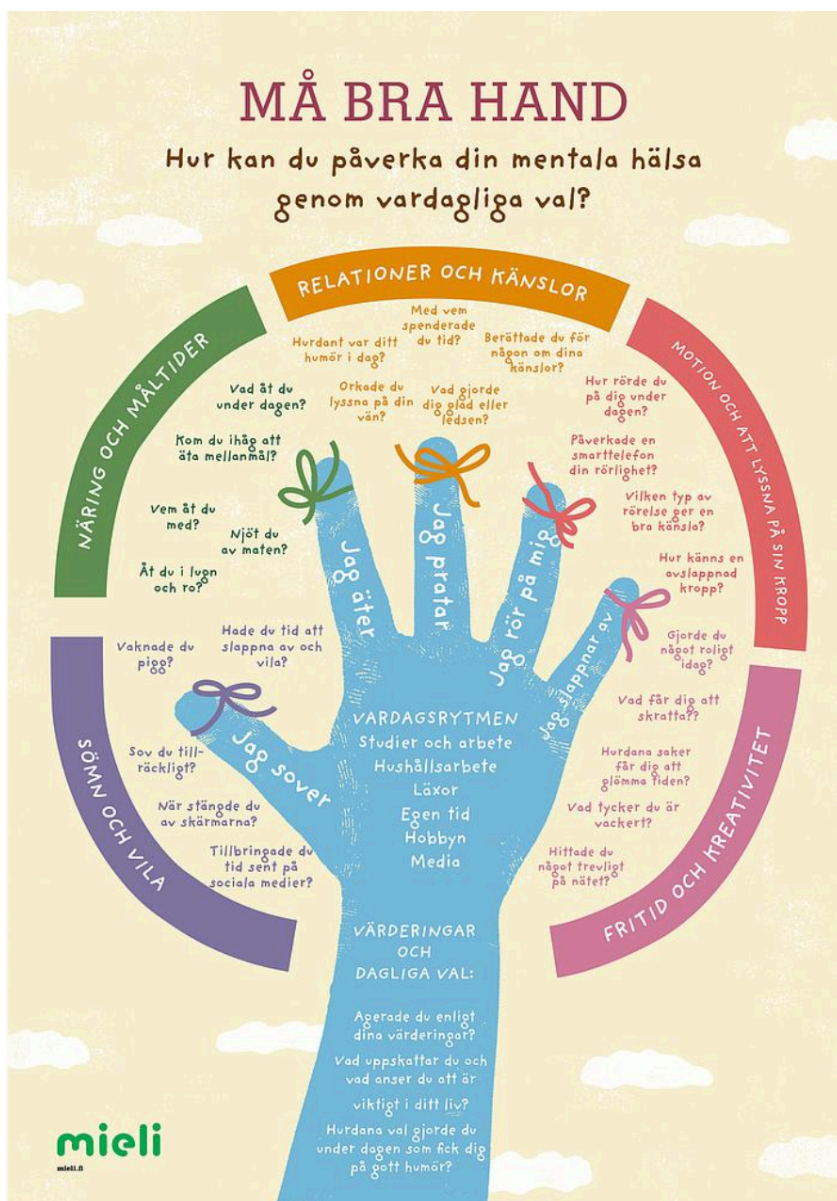 MÅ BRA HAND
Hur kan du påverka din mentala hälsa
genom vardagliga val?
SÖMN OCH VILA
Vaknade du
pigg?
Hade du tid att
slappna av och
vila?
Sov du till-
räckligt?
När stängde du
av skärmarna?
Tillbringade du
tid sent på
sociala medier?
Jag sover
NÄRING OCH MÅLTIDER
Vad åt du
under dagen?
Kom du ihåg att
äta mellanmål?
Vem åt du
med?
Njöt du
av maten?
Åt du i lugn
och ro?
Jag äter
RELATIONER OCH KÄNSLOR
Hurdant var ditt
humör i dag?
Med vem
spenderade
du tid?
Berättade du för
någon om dina
känslor?
Orkade du
lyssna på din
vän?
Vad gjorde
dig glad eller
ledsen?
Jag pratar
MOTION OCH ATT LYSSNA PÅ SIN KROPP
Hur rörde du
på dig under
dagen?
Påverkade en
smarttelefon
din rörlighet?
Vilken typ av
rörelse ger en
bra känsla?
Hur känns en
avslappnad
kropp?
Jag rör på mig
FRITID OCH KREATIVITET
Gjorde du
något roligt
idag?
Vad får dig att
skratta??
Hurdana saker
får dig att
glömma tiden?
Vad tycker du är
vackert?
Hittade du
något trevligt
på nätet?
Jag slappnar av
VARDAGSRYTMEN
Studier och arbete
Hushållsarbete
Läxor
Egen tid
Hobbyn
Media
VÄRDERINGAR
OCH
DAGLIGA VAL:
Agerade du enligt
dina värderingar?
Vad uppskattar du och
vad anser du att är
viktigt i ditt liv?
Hurdana val gjorde du
under dagen som fick dig
på gott humör?
mieli
mieli.fi